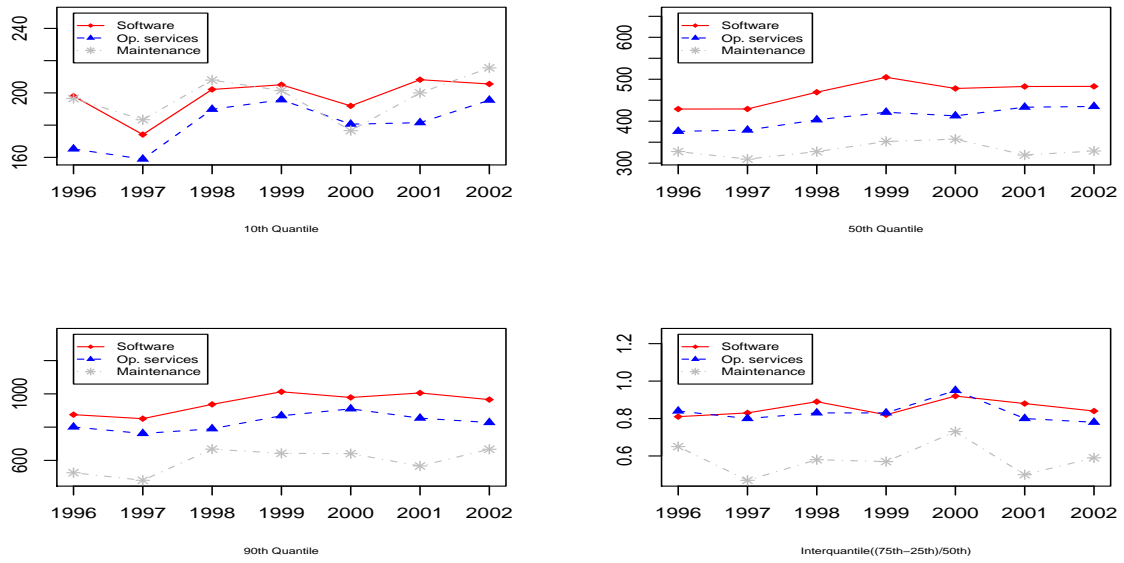 240
200
160
Software
Op. services
Maintenance
1996 1997 1998 1999 2000 2001 2002
10th Quantile
600
500
400
300
Software
Op. services
Maintenance
1996 1997 1998 1999 2000 2001 2002
50th Quantile
1000
600
Software
Op. services
Maintenance
1996 1997 1998 1999 2000 2001 2002
90th Quantile
1.2
1.0
0.8
0.6
Software
Op. services
Maintenance
1996 1997 1998 1999 2000 2001 2002
Interquantile((75th−25th)/50th)